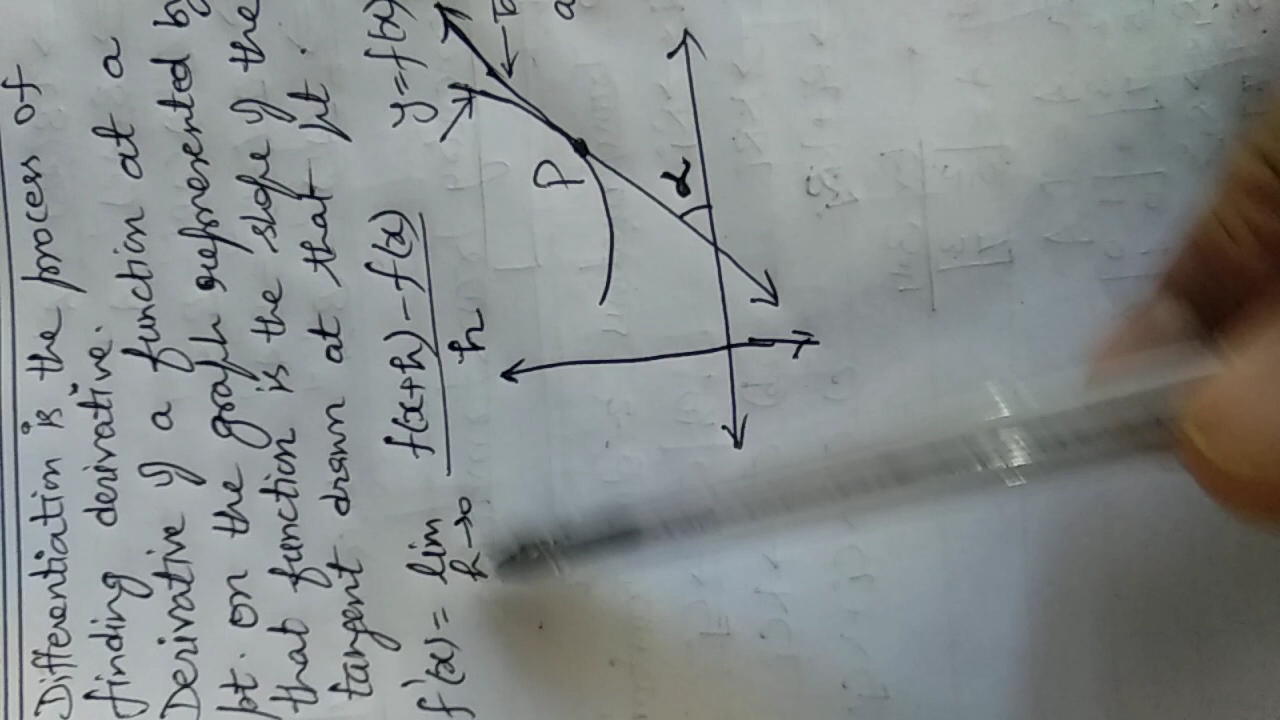 Differentiation is the process of
finding derivative.
Derivative of a function at a
pt. on the graph represented by
that function is the slope of the
tangent drawn at that pt.
f'(x) = lim h→0 f(x+h) - f(x) / h
y = f(x)
P
α